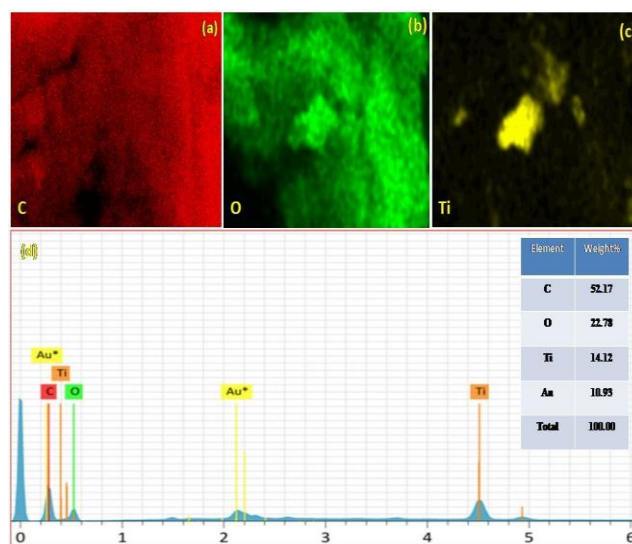 (a) (b) (c)
C O Ti
(d)
Element Weight%
C 52.17
O 22.78
Ti 14.12
Au 10.93
Total 100.00
Au*
Ti
C O Au* Ti
0 1 2 3 4 5 6